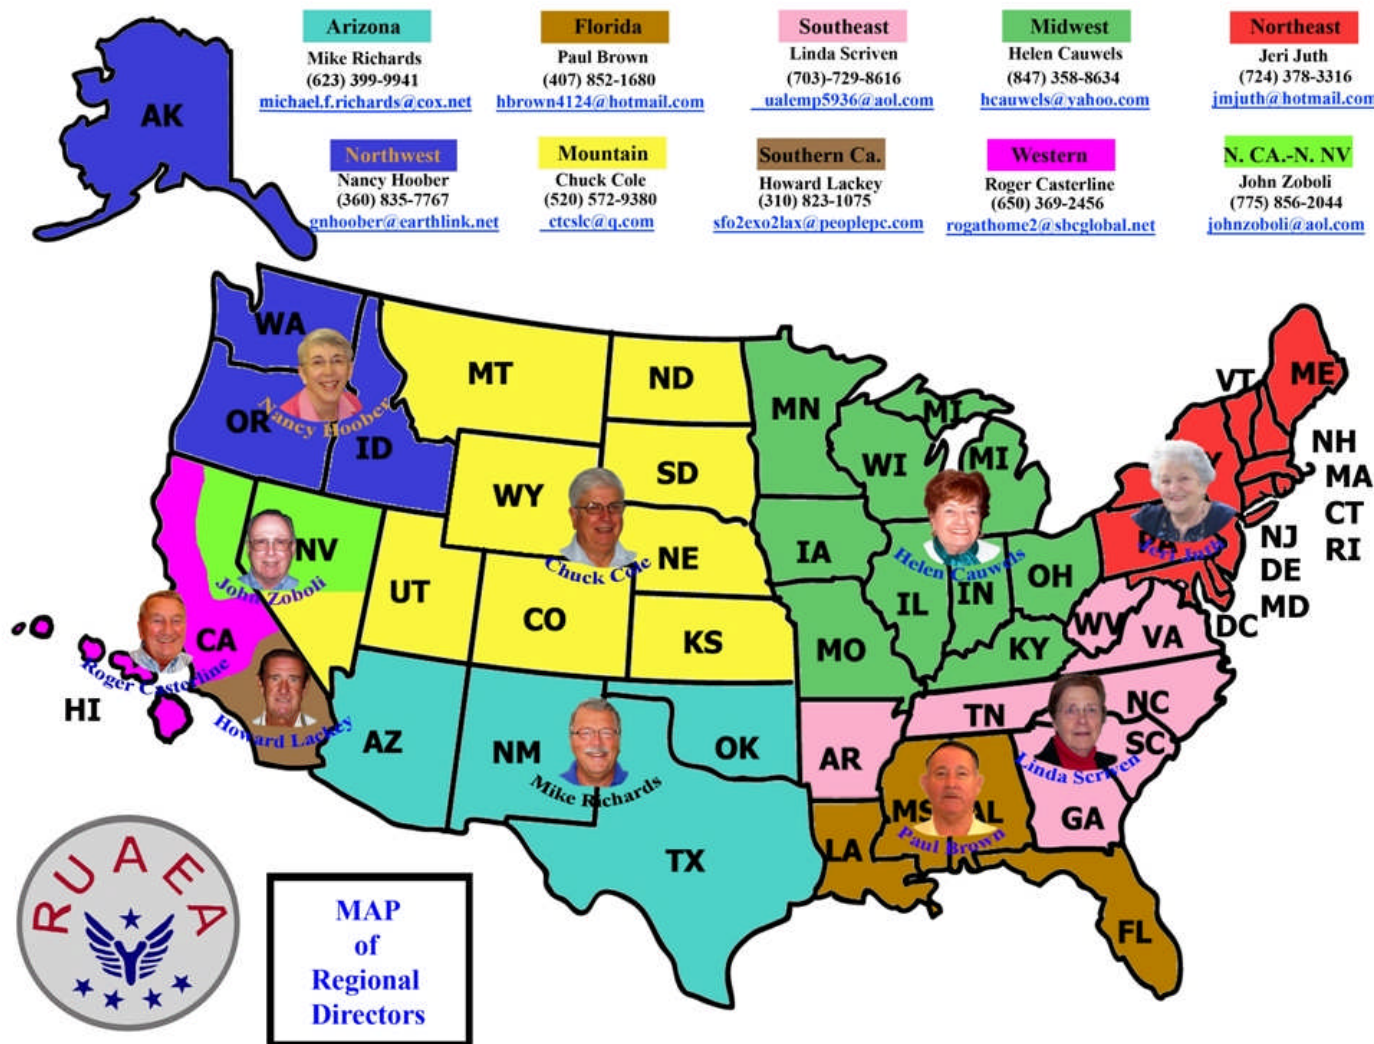 Arizona
Mike Richards
(623) 399-9941
michael.f.richards@cox.net
Florida
Paul Brown
(407) 852-1680
hbrown4124@hotmail.com
Southeast
Linda Scriven
(703)-729-8616
ualemp5936@aol.com
Midwest
Helen Cauwels
(847) 358-8634
hcauwels@yahoo.com
Northeast
Jeri Juth
(724) 378-3316
jmjuth@hotmail.com
Northwest
Nancy Hoober
(360) 835-7767
gnhoober@earthlink.net
Mountain
Chuck Cole
(520) 572-9380
ctcslc@q.com
Southern Ca.
Howard Lackey
(310) 823-1075
sfo2exo2lax@peoplepc.com
Western
Roger Casterline
(650) 369-2456
rogathome2@sbcglobal.net
N. CA.-N. NV
John Zoboli
(775) 856-2044
johnzoboli@aol.com
AK
WA
OR
ID
Nancy Hoober
MT
ND
SD
WY
NE
Chuck Cole
UT
CO
KS
NV
John Zoboli
CA
Roger Casterline
HI
Howard Lackey
AZ
NM
OK
TX
Mike Richards
MN
WI
MI
MI
IA
IL
IN
OH
MO
KY
Helen Cauwels
VT
ME
NH
MA
CT
RI
NJ
DE
MD
DC
PA
Jeri Juth
WV
VA
NC
SC
TN
AR
GA
Linda Scriven
MS
AL
LA
FL
Paul Brown
RUAEA
MAP
of
Regional
Directors